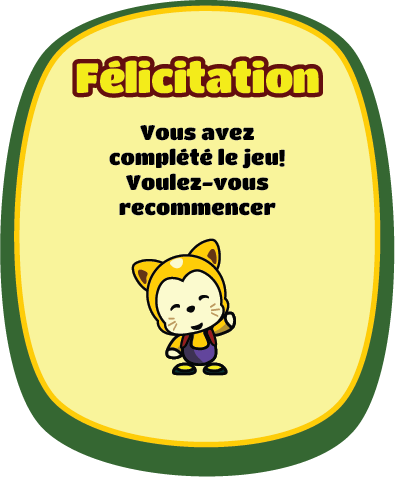 Félicitation
Vous avez
complété le jeu!
Voulez-vous
recommencer